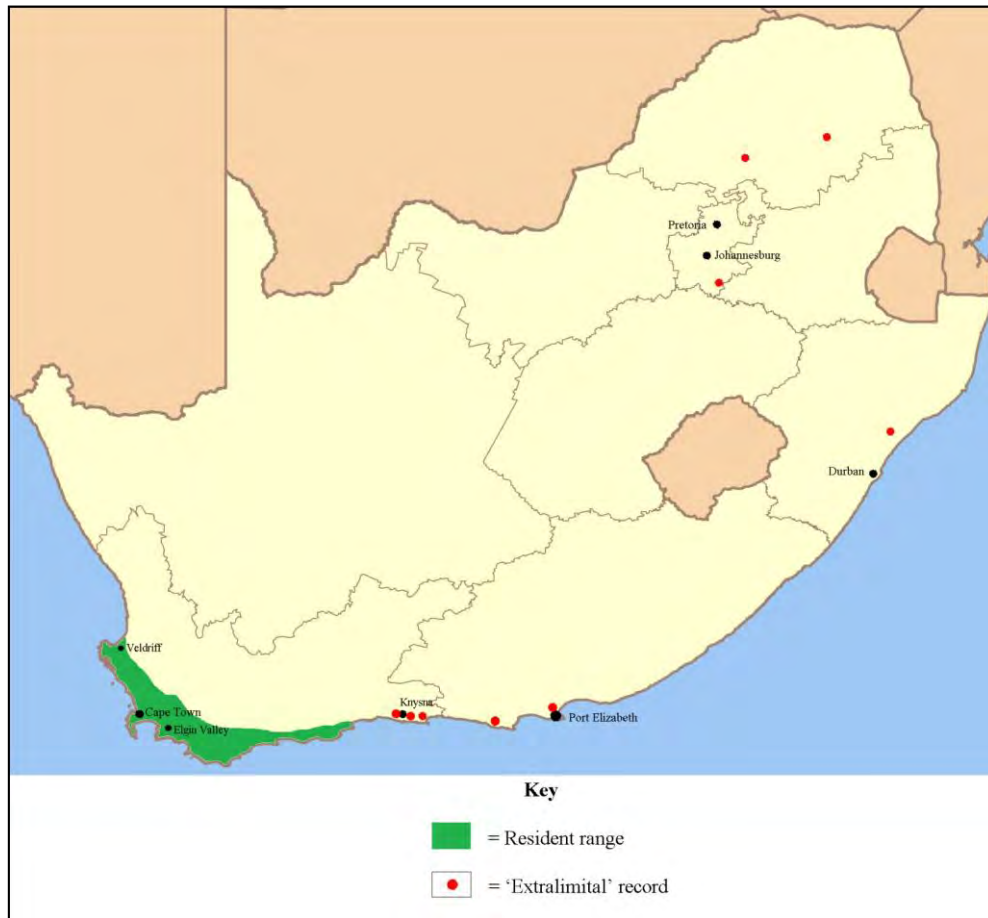 Pretoria
Johannesburg
Durban
Veldriff
Cape Town
Elgin Valley
Knysna
Port Elizabeth
Key
= Resident range
= ‘Extralimital’ record